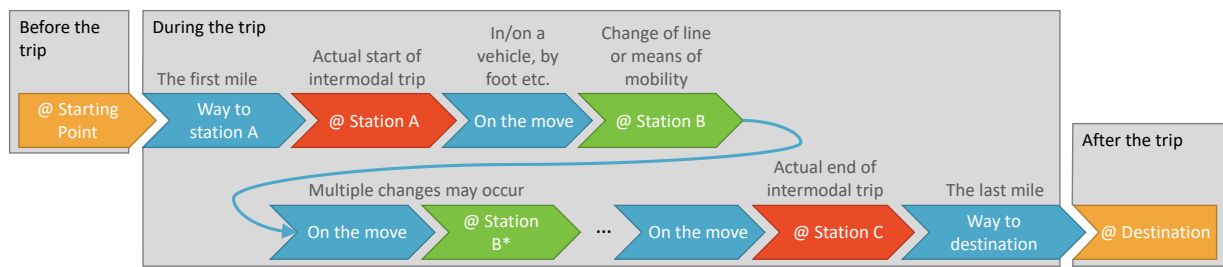 Before the
trip
During the trip
The first mile
Actual start of
intermodal trip
In/on a
vehicle, by
foot etc.
Change of line
or means of
mobility
@ Starting
Point
Way to
station A
@ Station A
On the move
@ Station B
After the trip
Multiple changes may occur
Actual end of
intermodal trip
The last mile
On the move
@ Station
B*
...
On the move
@ Station C
Way to
destination
@ Destination